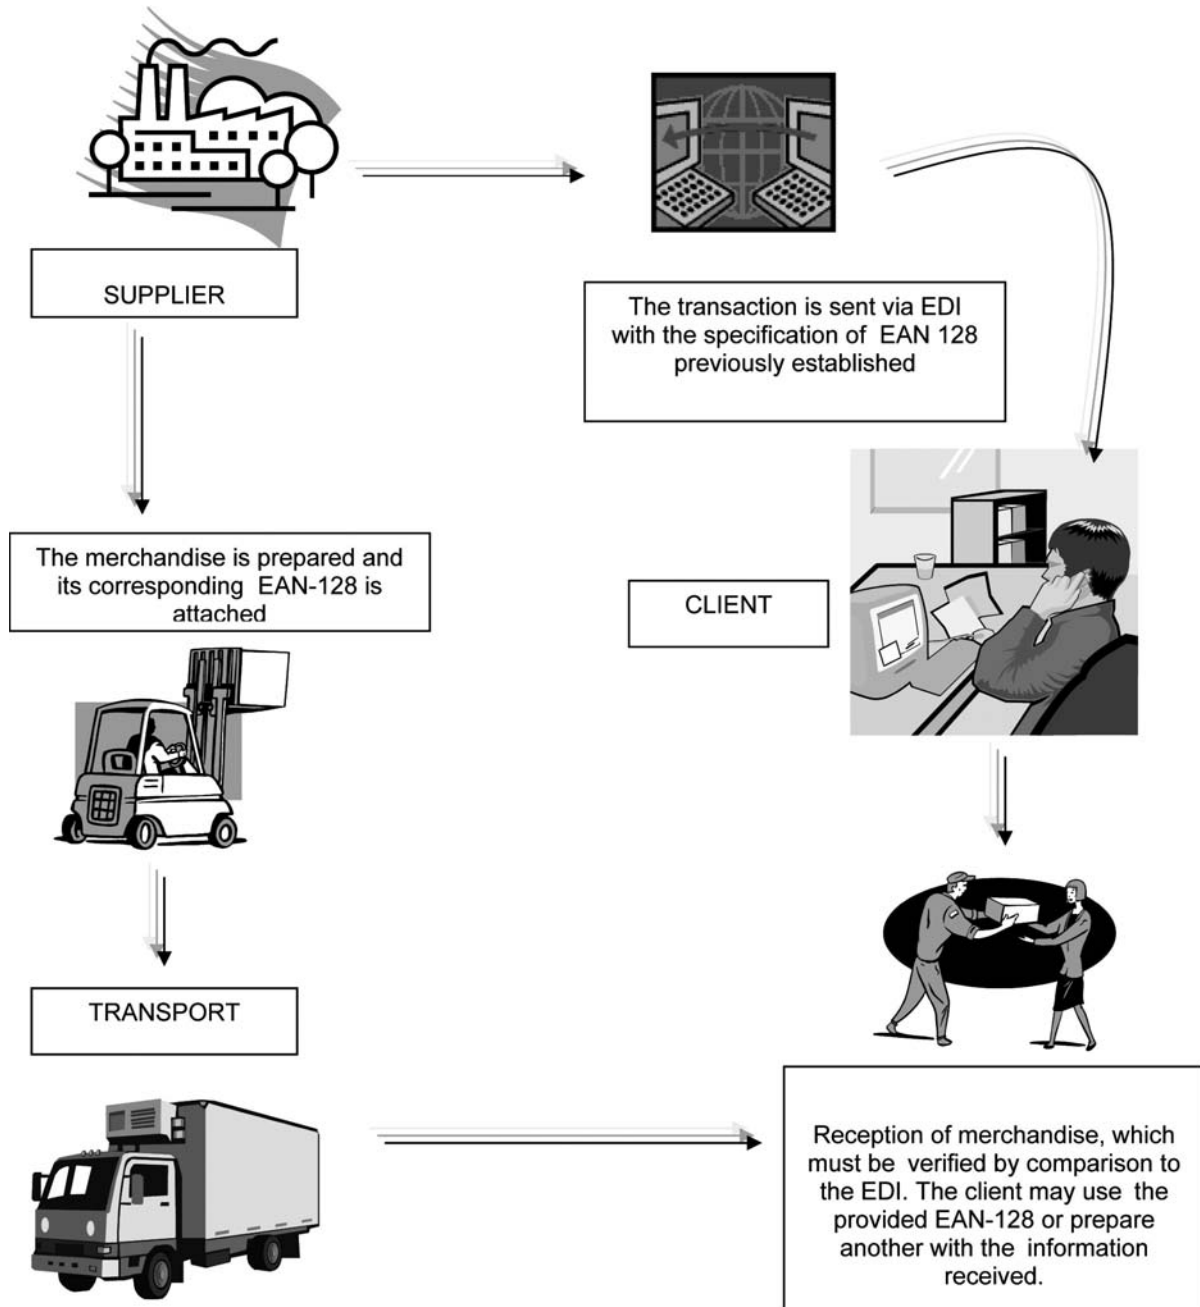 SUPPLIER
The transaction is sent via EDI
with the specification of EAN 128
previously established
The merchandise is prepared and
its corresponding EAN-128 is
attached
CLIENT
TRANSPORT
Reception of merchandise, which
must be verified by comparison to
the EDI. The client may use the
provided EAN-128 or prepare
another with the information
received.